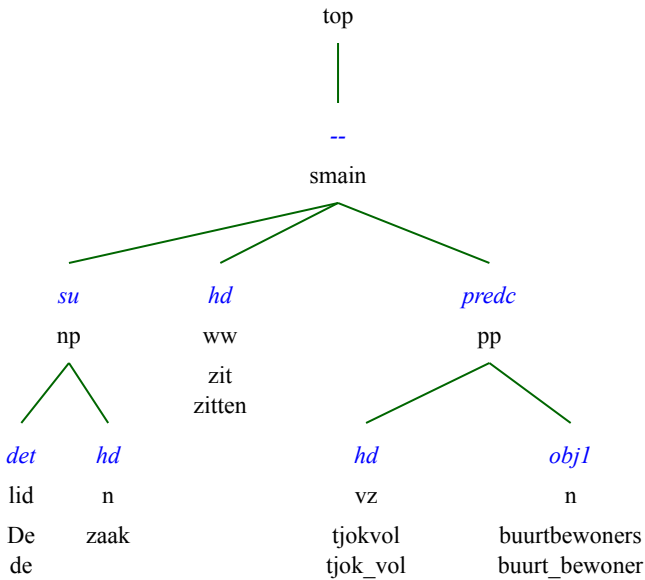 top
--
smain
su hd predc
np ww pp
zit
zitten
det hd hd obj1
lid n vz n
De zaak tjokvol buurtbewoners
de tjok_vol buurt_bewoner